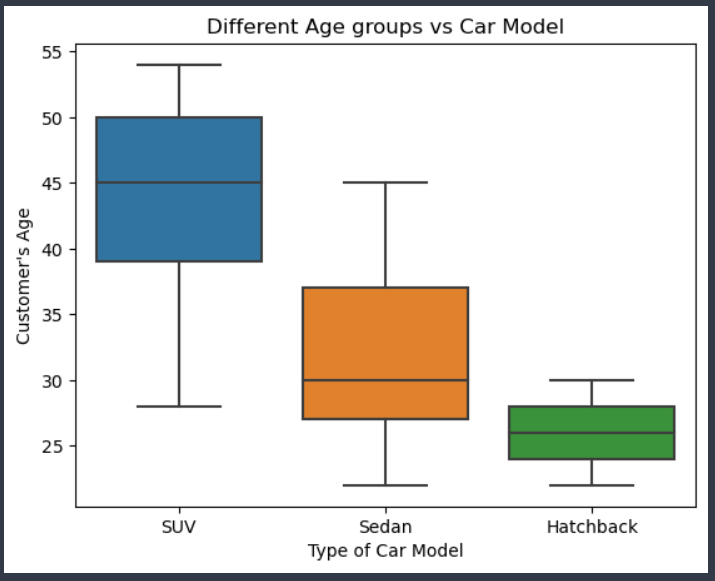 Different Age groups vs Car Model
55
50
45
40
35
30
25
Customer's Age
SUV
Sedan
Hatchback
Type of Car Model